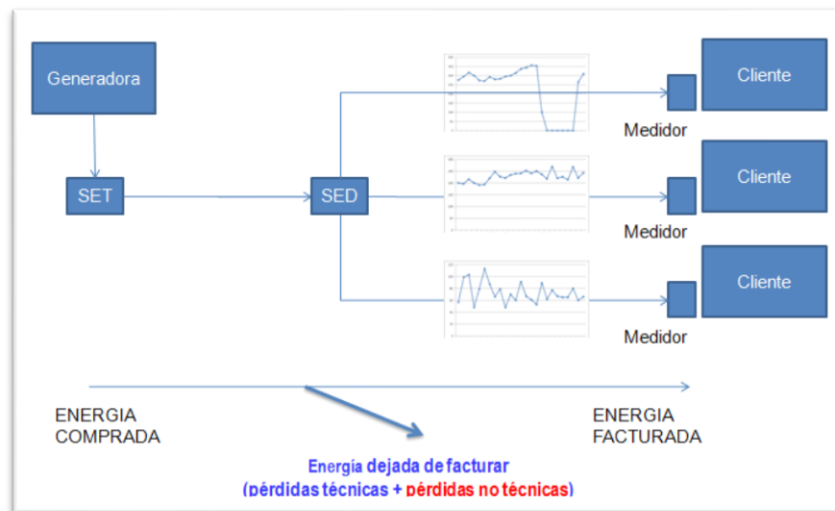 Generadora
Cliente
Medidor
SET
SED
Cliente
Medidor
Cliente
Medidor
ENERGIA
COMPRADA
ENERGIA
FACTURADA
Energía dejada de facturar
(pérdidas técnicas + pérdidas no técnicas)